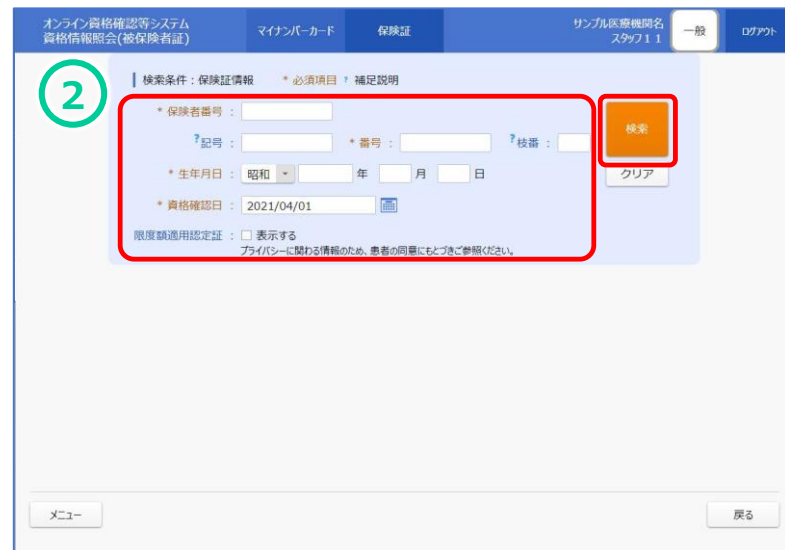 オンライン資格確認等システム
資格情報照会(被保険者証)
マイナンバーカード
保険証
サンプル医療機関名
スタッフ１１
一般
ログアウト
2
検索条件：保険証情報 * 必須項目 ? 補足説明
* 保険者番号 :
?記号 : * 番号 : ?枝番 :
検索
* 生年月日 : 昭和 年 月 日
クリア
* 資格確認日 : 2021/04/01
限度額適用認定証 : 表示する
プライバシーに関わる情報のため、患者の同意にもとづきご参照ください。
メニュー
戻る